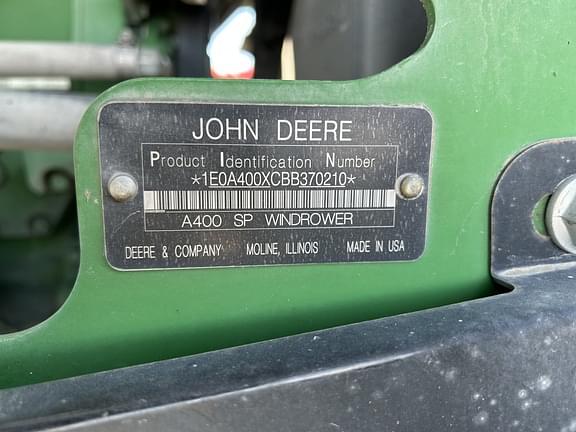 JOHN DEERE
Product Identification Number
*1E0A400XCBB370210*
A400 SP WINDROWER
DEERE & COMPANY MOLINE, ILLINOIS MADE IN USA